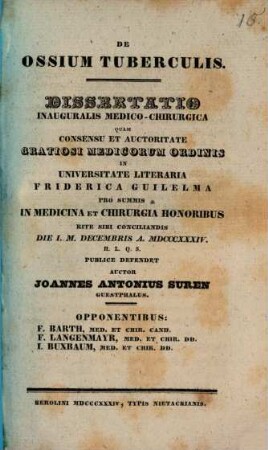 16
DE
OSSIUM TUBERCULIS.
DISSERTATIO
INAUGURALIS MEDICO-CHIRURGICA
QUAM
CONSENSU ET AUCTORITATE
GRATIOSI MEDICORUM ORDINIS
IN
UNIVERSITATE LITERARIA
FRIDERICA GUILELMA
PRO SUMMIS
IN MEDICINA ET CHIRURGIA HONORIBUS
RITE SIBI CONCILIANDIS
DIE I. M. DECEMBRIS A. MDCCCXXXIV.
H. L. Q. S.
PUBLICE DEFENDET
AUCTOR
JOANNES ANTONIUS SUREN
GUESTPHALUS.
OPPONENTIBUS:
F. BARTH, MED. ET CHIR. CAND.
F. LANGENMAYR, MED. ET CHIR. DD.
I. BUXBAUM, MED. ET CHIR. DD.
BEROLINI MDCCCXXXIV, TYPIS NIETACKIANIS.